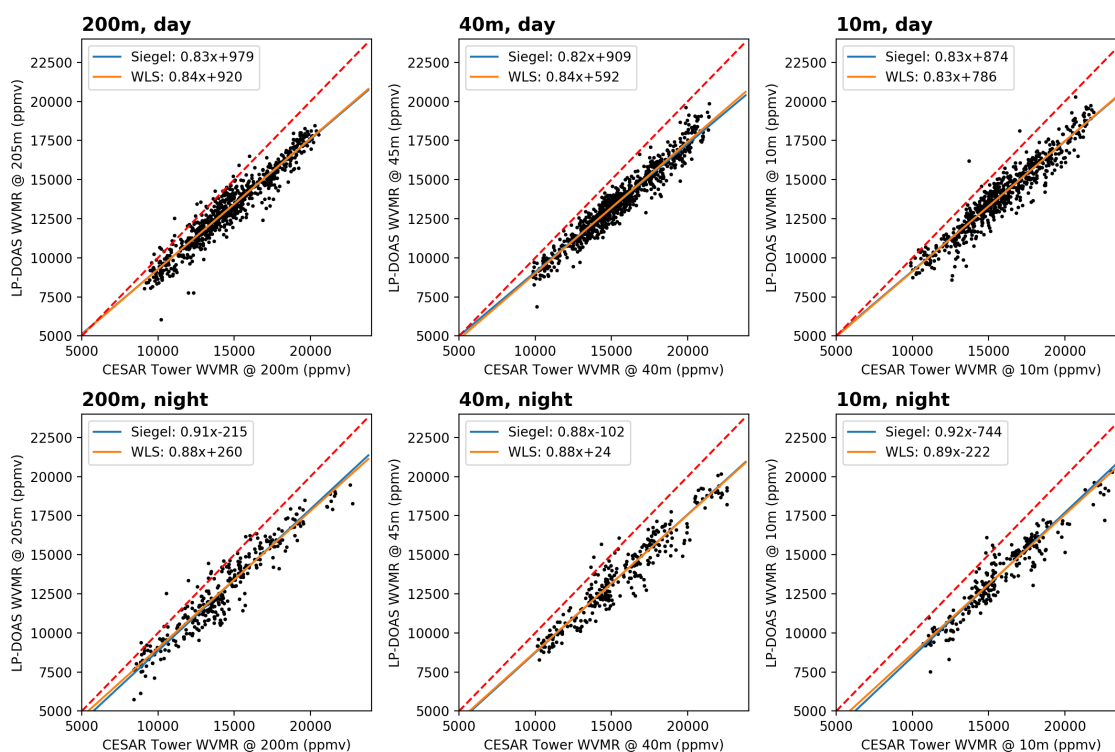 200m, day
Siegel: 0.83x+979
WLS: 0.84x+920
22500
20000
17500
15000
12500
10000
7500
5000
LP-DOAS WVMR @ 205m (ppmv)
5000 10000 15000 20000
CESAR Tower WVMR @ 200m (ppmv)
40m, day
Siegel: 0.82x+909
WLS: 0.84x+592
22500
20000
17500
15000
12500
10000
7500
5000
LP-DOAS WVMR @ 45m (ppmv)
5000 10000 15000 20000
CESAR Tower WVMR @ 40m (ppmv)
10m, day
Siegel: 0.83x+874
WLS: 0.83x+786
22500
20000
17500
15000
12500
10000
7500
5000
LP-DOAS WVMR @ 10m (ppmv)
5000 10000 15000 20000
CESAR Tower WVMR @ 10m (ppmv)
200m, night
Siegel: 0.91x-215
WLS: 0.88x+260
22500
20000
17500
15000
12500
10000
7500
5000
LP-DOAS WVMR @ 205m (ppmv)
5000 10000 15000 20000
CESAR Tower WVMR @ 200m (ppmv)
40m, night
Siegel: 0.88x-102
WLS: 0.88x+24
22500
20000
17500
15000
12500
10000
7500
5000
LP-DOAS WVMR @ 45m (ppmv)
5000 10000 15000 20000
CESAR Tower WVMR @ 40m (ppmv)
10m, night
Siegel: 0.92x-744
WLS: 0.89x-222
22500
20000
17500
15000
12500
10000
7500
5000
LP-DOAS WVMR @ 10m (ppmv)
5000 10000 15000 20000
CESAR Tower WVMR @ 10m (ppmv)